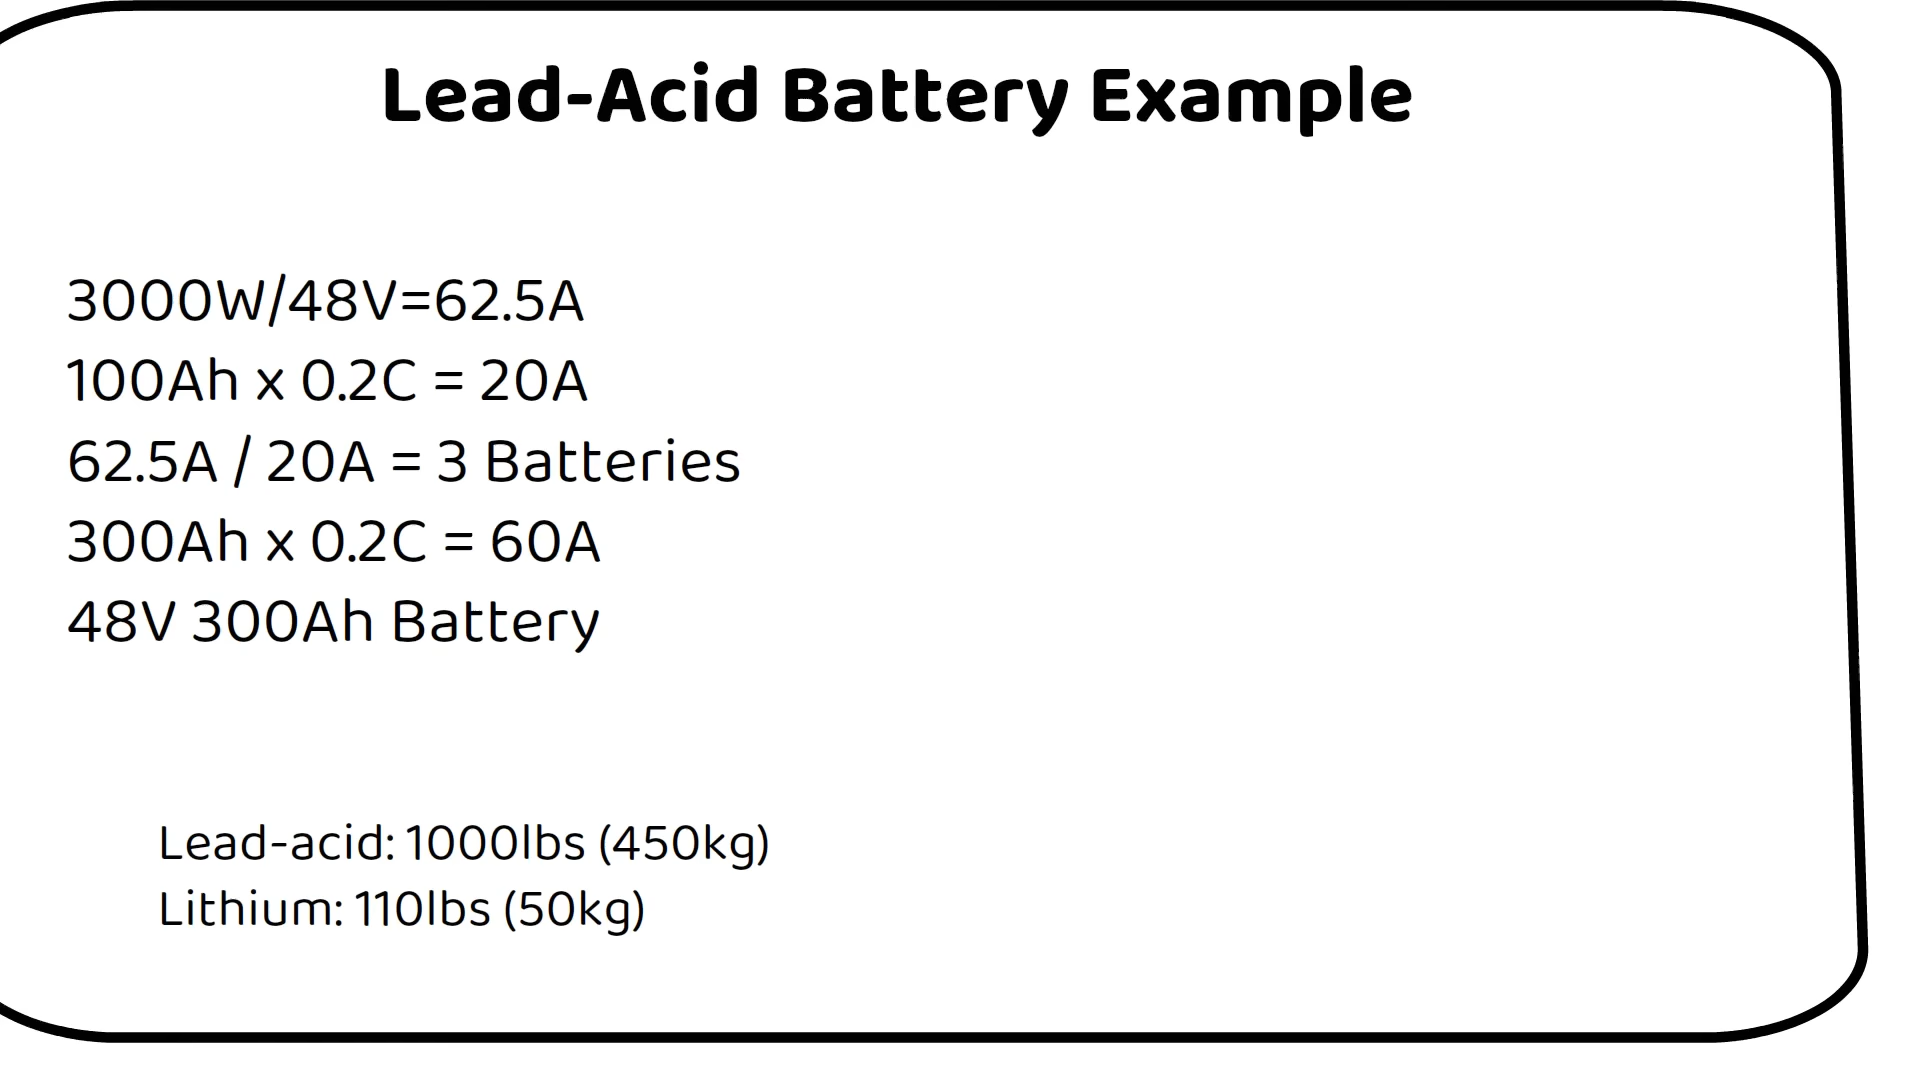 Lead-Acid Battery Example
3000W/48V=62.5A
100Ah x 0.2C = 20A
62.5A / 20A = 3 Batteries
300Ah x 0.2C = 60A
48V 300Ah Battery
Lead-acid: 1000lbs (450kg)
Lithium: 110lbs (50kg)